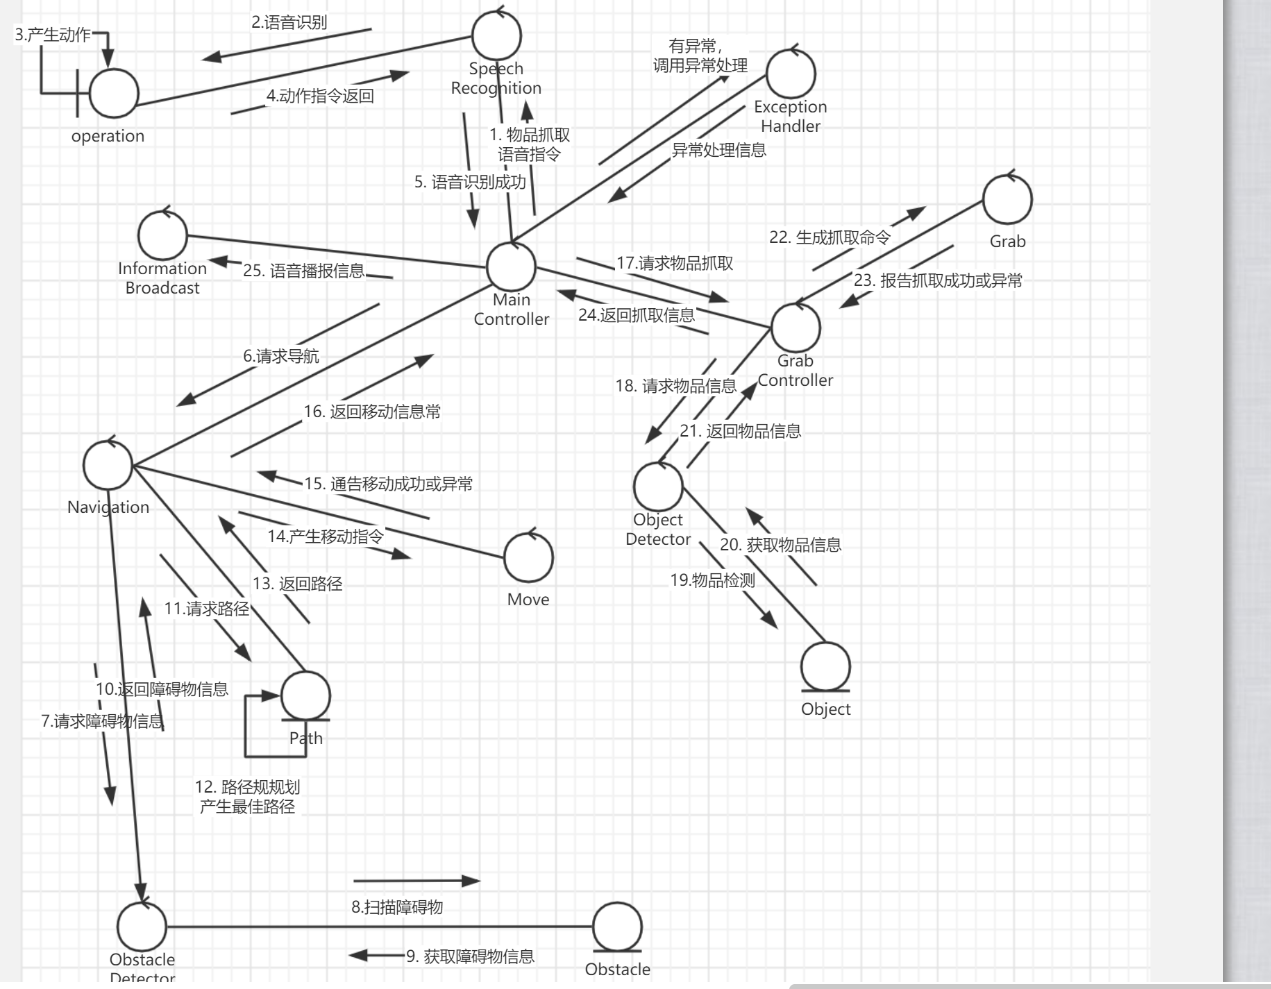 2.语音识别
3.产生动作
4.动作指令返回
operation
Speech
Recognition
有异常，
调用异常处理
Exception
Handler
异常处理信息
1. 物品抓取
语音指令
5. 语音识别成功
Information
Broadcast
25. 语音播报信息
Main
Controller
17.请求物品抓取
24.返回抓取信息
22. 生成抓取命令
Grab
23. 报告抓取成功或异常
Grab
Controller
6.请求导航
16. 返回移动信息常
18. 请求物品信息
21. 返回物品信息
Navigation
15. 通告移动成功或异常
14.产生移动指令
Move
Object
Detector
20. 获取物品信息
19.物品检测
Object
13. 返回路径
11.请求路径
10.返回障碍物信息
7.请求障碍物信息
Path
12. 路径规规划
产生最佳路径
8.扫描障碍物
9. 获取障碍物信息
Obstacle
Detector
Obstacle